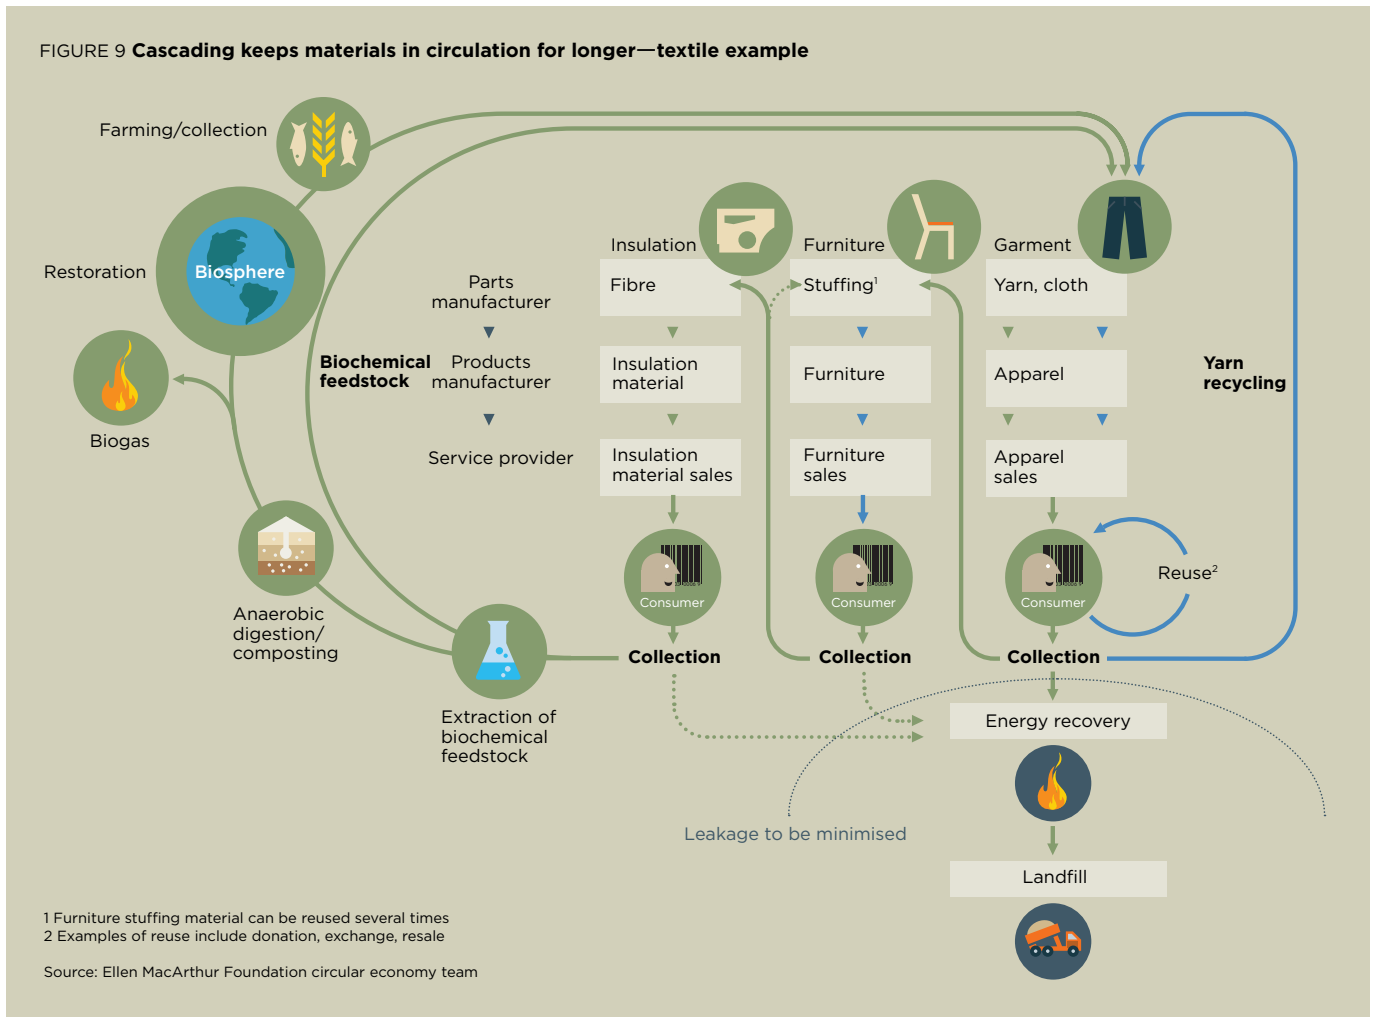 FIGURE 9 Cascading keeps materials in circulation for longer—textile example
Farming/collection
Restoration
Biosphere
Biogas
Anaerobic
digestion/
composting
Biochemical
feedstock
Extraction of
biochemical
feedstock
Parts
manufacturer
Products
manufacturer
Service provider
Insulation
Fibre
Insulation
material
Insulation
material sales
Consumer
Collection
Furniture
Stuffing¹
Furniture
Furniture
sales
Consumer
Collection
Garment
Yarn, cloth
Apparel
Apparel
sales
Consumer
Collection
Yarn
recycling
Reuse²
Energy recovery
Leakage to be minimised
Landfill
1 Furniture stuffing material can be reused several times
2 Examples of reuse include donation, exchange, resale
Source: Ellen MacArthur Foundation circular economy team